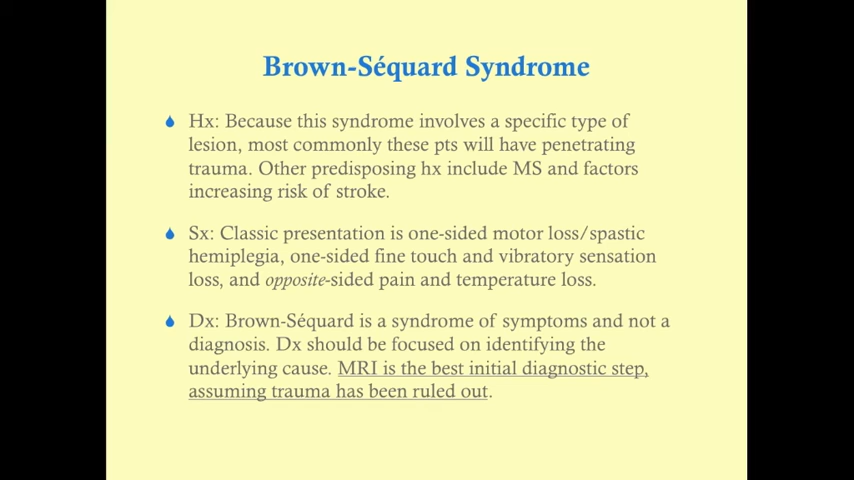 Brown-Séquard Syndrome
Hx: Because this syndrome involves a specific type of
lesion, most commonly these pts will have penetrating
trauma. Other predisposing hx include MS and factors
increasing risk of stroke.
Sx: Classic presentation is one-sided motor loss/spastic
hemiplegia, one-sided fine touch and vibratory sensation
loss, and opposite-sided pain and temperature loss.
Dx: Brown-Séquard is a syndrome of symptoms and not a
diagnosis. Dx should be focused on identifying the
underlying cause. MRI is the best initial diagnostic step,
assuming trauma has been ruled out.